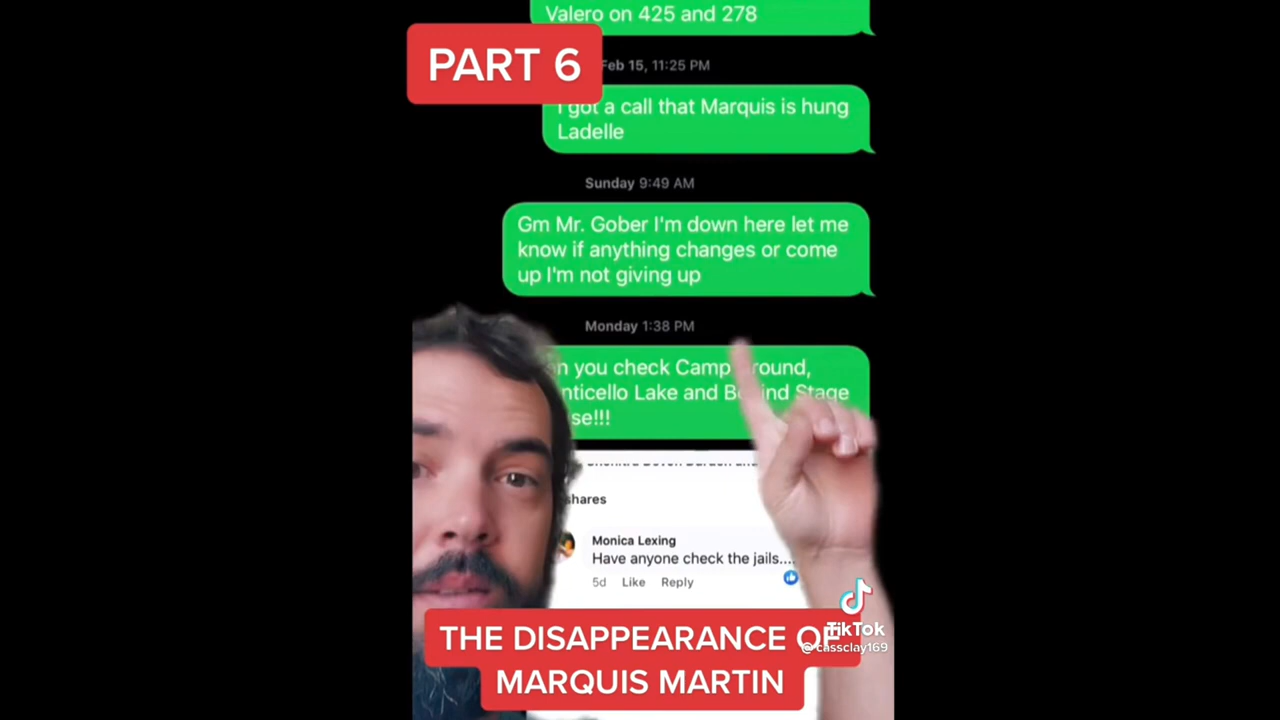 Valero on 425 and 278
PART 6
Feb 15, 11:25 PM
I got a call that Marquis is hung
Ladelle
Sunday 9:49 AM
Gm Mr. Gober I'm down here let me
know if anything changes or come
up I'm not giving up
Monday 1:38 PM
you check Camp
Lake and Stage
shares
Monica Lexing
Have anyone check the jails....
5d Like Reply
THE DISAPPEARANCE OF
MARQUIS MARTIN
TikTok
@cassclay169